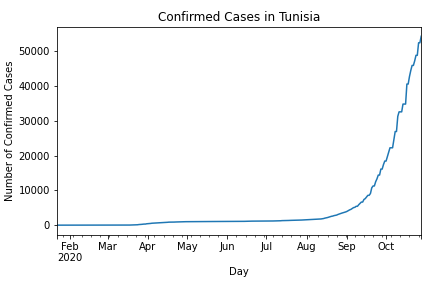 Confirmed Cases in Tunisia
Number of Confirmed Cases
50000
40000
30000
20000
10000
0
Feb Mar Apr May Jun Jul Aug Sep Oct
2020
Day